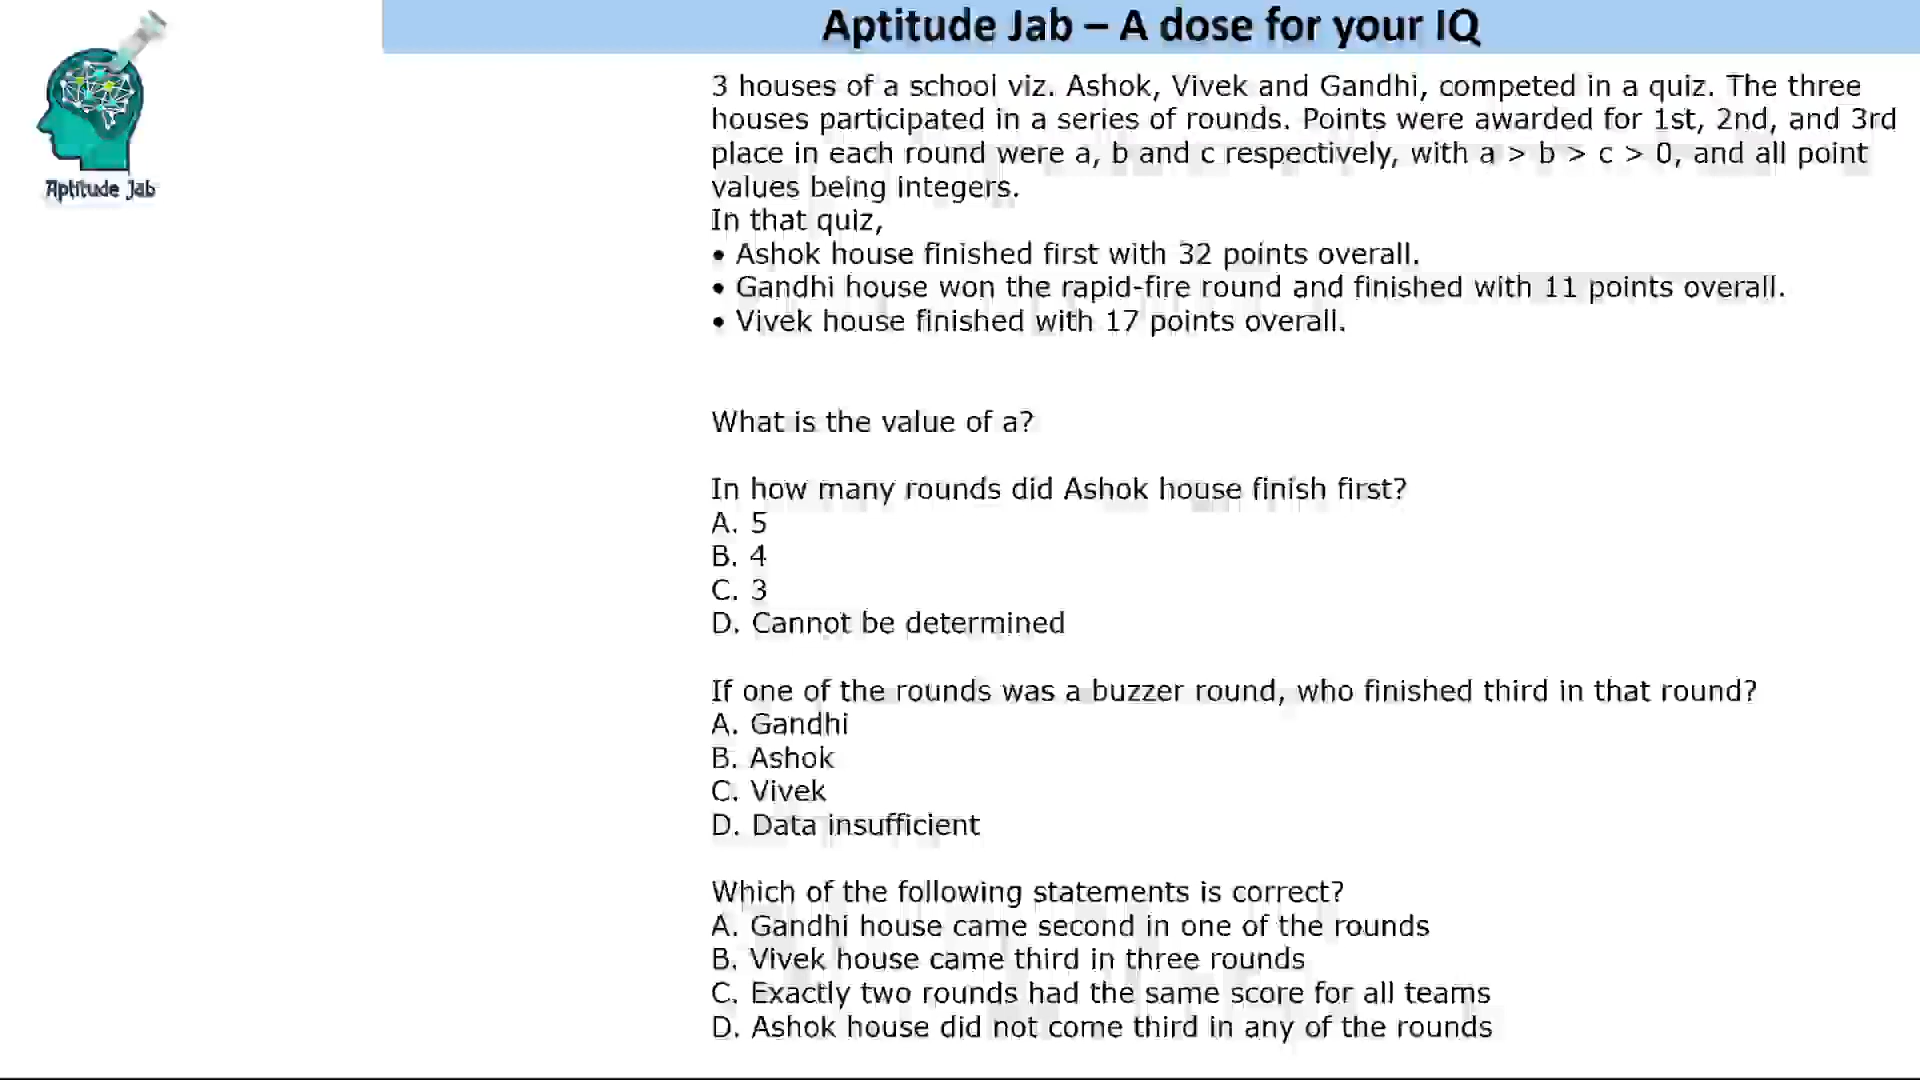 Aptitude Jab – A dose for your IQ
Aptitude Jab
3 houses of a school viz. Ashok, Vivek and Gandhi, competed in a quiz. The three
houses participated in a series of rounds. Points were awarded for 1st, 2nd, and 3rd
place in each round were a, b and c respectively, with a > b > c > 0, and all point
values being integers.
In that quiz,
• Ashok house finished first with 32 points overall.
• Gandhi house won the rapid-fire round and finished with 11 points overall.
• Vivek house finished with 17 points overall.
What is the value of a?
In how many rounds did Ashok house finish first?
A. 5
B. 4
C. 3
D. Cannot be determined
If one of the rounds was a buzzer round, who finished third in that round?
A. Gandhi
B. Ashok
C. Vivek
D. Data insufficient
Which of the following statements is correct?
A. Gandhi house came second in one of the rounds
B. Vivek house came third in three rounds
C. Exactly two rounds had the same score for all teams
D. Ashok house did not come third in any of the rounds